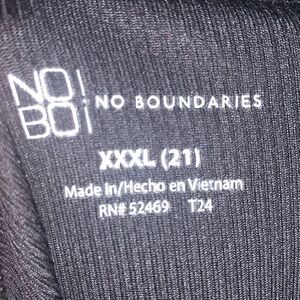 NO!
BO¡
NO BOUNDARIES
XXXL (21)
Made In/Hecho en Vietnam
RN# 52469 T24